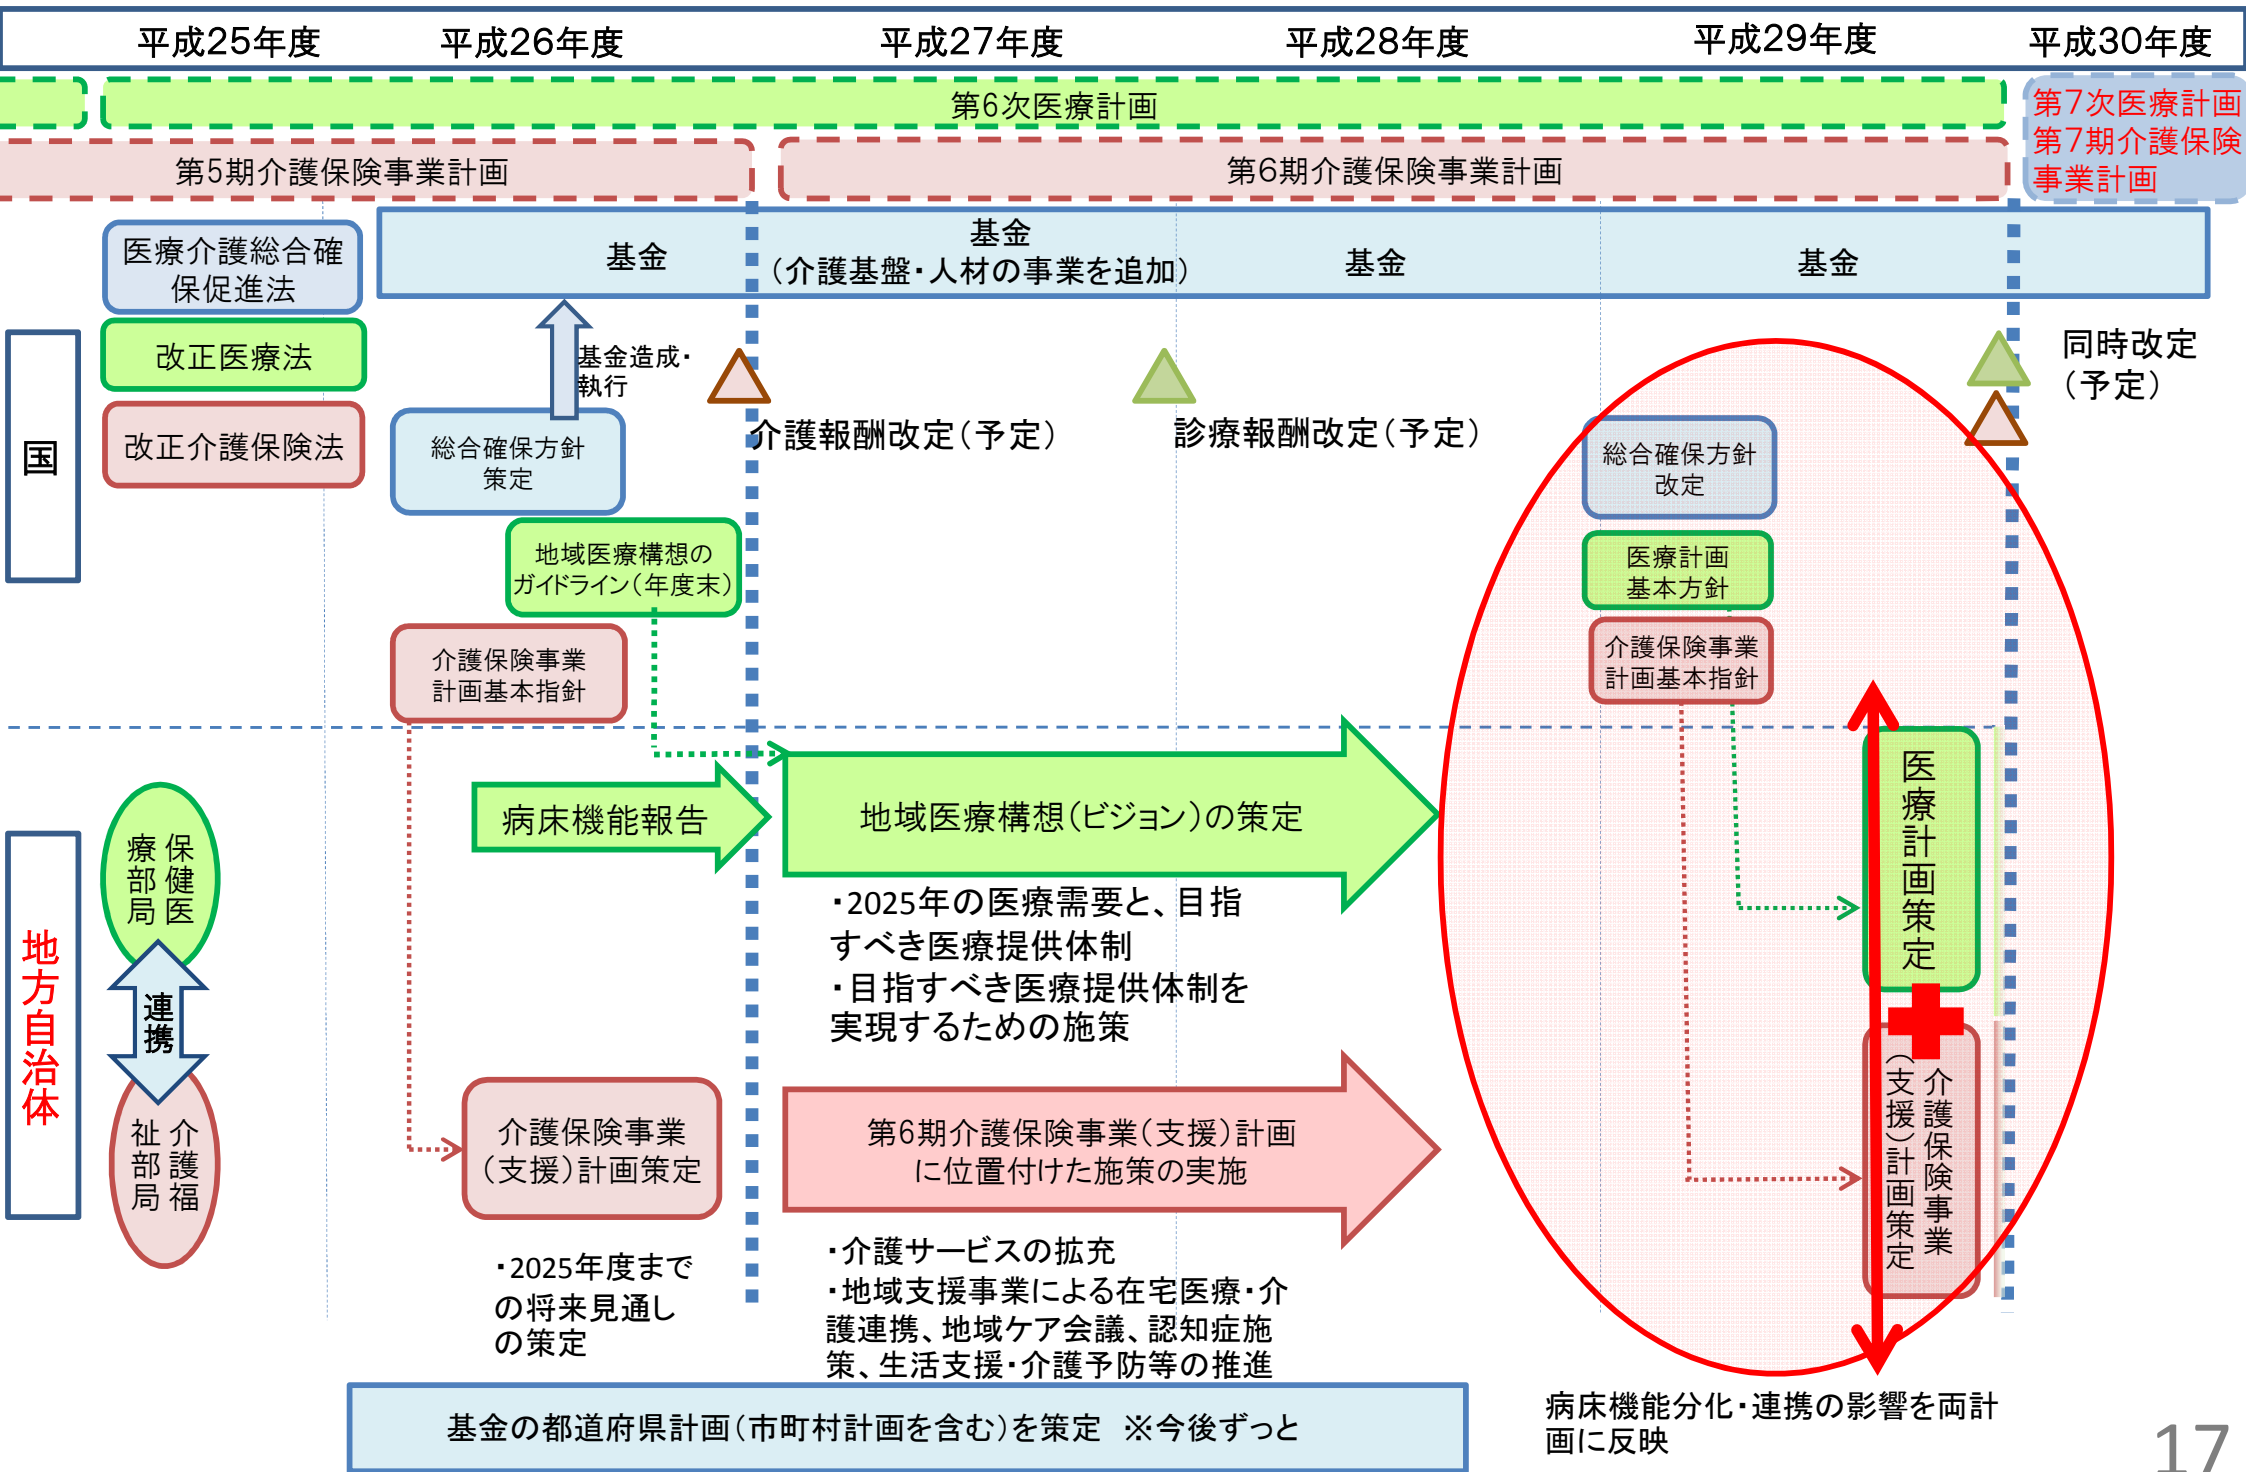 平成25年度
平成26年度
平成27年度
平成28年度
平成29年度
平成30年度
第6次医療計画
第7次医療計画
第7期介護保険
事業計画
第5期介護保険事業計画
第6期介護保険事業計画
医療介護総合確
保促進法
基金
基金
（介護基盤・人材の事業を追加）
基金
基金
国
改正医療法
改正介護保険法
基金造成・
執行
総合確保方針
策定
介護報酬改定（予定）
診療報酬改定（予定）
同時改定
（予定）
総合確保方針
改定
地域医療構想の
ガイドライン（年度末）
医療計画
基本方針
介護保険事業
計画基本指針
介護保険事業
計画基本指針
地方自治体
保健医
療部局
連携
介護福
祉部局
病床機能報告
地域医療構想（ビジョン）の策定
・2025年の医療需要と、目指
すべき医療提供体制
・目指すべき医療提供体制を
実現するための施策
医療計画策定
介護保険事業
（支援）計画策定
第6期介護保険事業（支援）計画
に位置付けた施策の実施
介護保険事業
（支援）計画策定
・2025年度まで
の将来見通し
の策定
・介護サービスの拡充
・地域支援事業による在宅医療・介
護連携、地域ケア会議、認知症施
策、生活支援・介護予防等の推進
基金の都道府県計画（市町村計画を含む）を策定 ※今後ずっと
病床機能分化・連携の影響を両計
画に反映
17